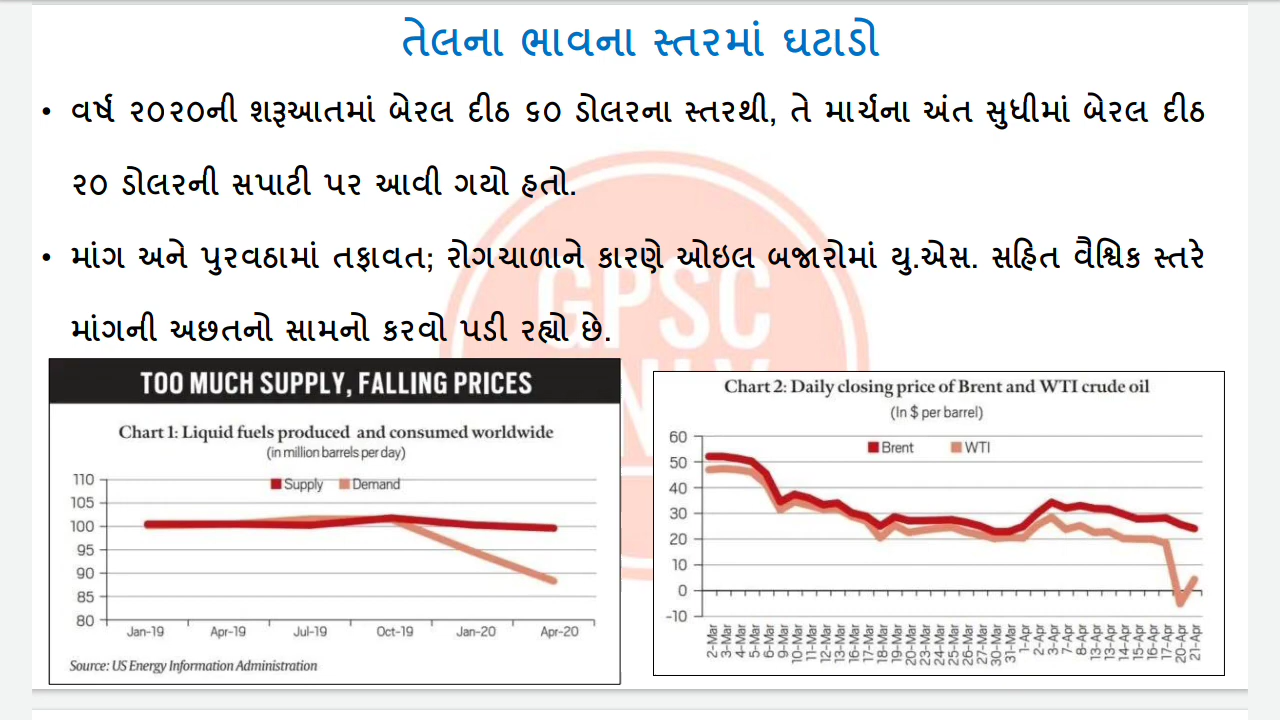 તેલના ભાવના સ્તરમાં ઘટાડો
• વર્ષ ૨૦૨૦ની શરૂઆતમાં બેરલ દીઠ ૬૦ ડોલરના સ્તરથી, તે માર્ચના અંત સુધીમાં બેરલ દીઠ
૨૦ ડોલરની સપાટી પર આવી ગયો હતો.
• માંગ અને પુરવઠામાં તફાવત; રોગચાળાને કારણે ઓઇલ બજારોમાં યુ.એસ. સહિત વૈશ્વિક સ્તરે
માંગની અછતનો સામનો કરવો પડી રહ્યો છે.
GPSC
TOO MUCH SUPPLY, FALLING PRICES
Chart 1: Liquid fuels produced and consumed worldwide
(in million barrels per day)
Supply Demand
110
105
100
95
90
85
80
Jan-19 Apr-19 Jul-19 Oct-19 Jan-20 Apr-20
Source: US Energy Information Administration
Chart 2: Daily closing price of Brent and WTI crude oil
(In $ per barrel)
Brent WTI
60
50
40
30
20
10
0
-10
2-Mar 3-Mar 4-Mar 5-Mar 6-Mar 9-Mar 10-Mar 11-Mar 12-Mar 13-Mar 16-Mar 17-Mar 18-Mar 19-Mar 20-Mar 23-Mar 24-Mar 25-Mar 26-Mar 27-Mar 30-Mar 31-Mar 1-Apr 2-Apr 3-Apr 7-Apr 8-Apr 13-Apr 13-Apr 14-Apr 15-Apr 16-Apr 17-Apr 20-Apr 21-Apr